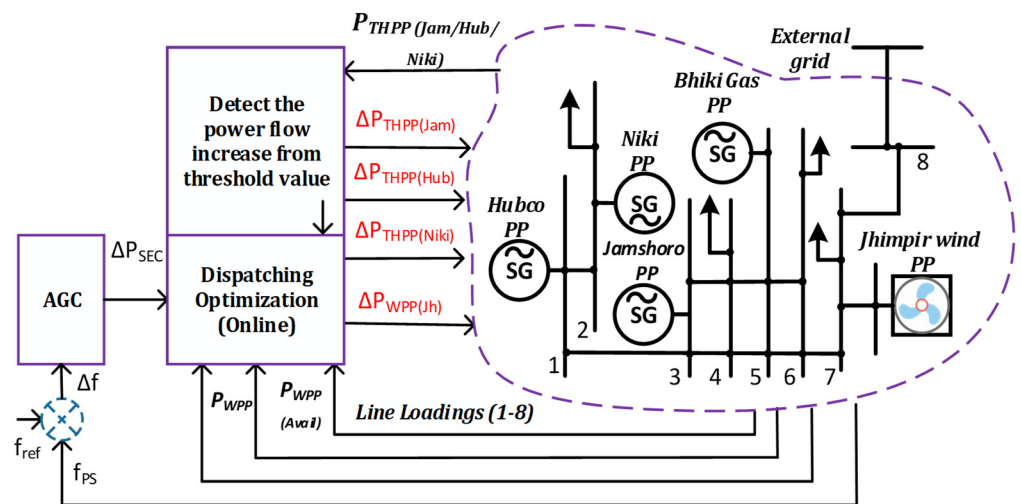 P_THPP (Jam/Hub/
Niki)
Detect the
power flow
increase from
threshold value
ΔP_THPP(Jam)
ΔP_THPP(Hub)
ΔP_THPP(Niki)
ΔP_WPP(Jh)
Dispatching
Optimization
(Online)
ΔP_SEC
AGC
Δf
f_ref
f_PS
P_WPP
P_WPP
(Avail)
Line Loadings (1-8)
External
grid
8
Bhiki Gas
PP
SG
Niki
PP
SG
Hubco
PP
SG
Jamshoro
PP
SG
Jhimpir wind
PP
1
2
3
4
5
6
7